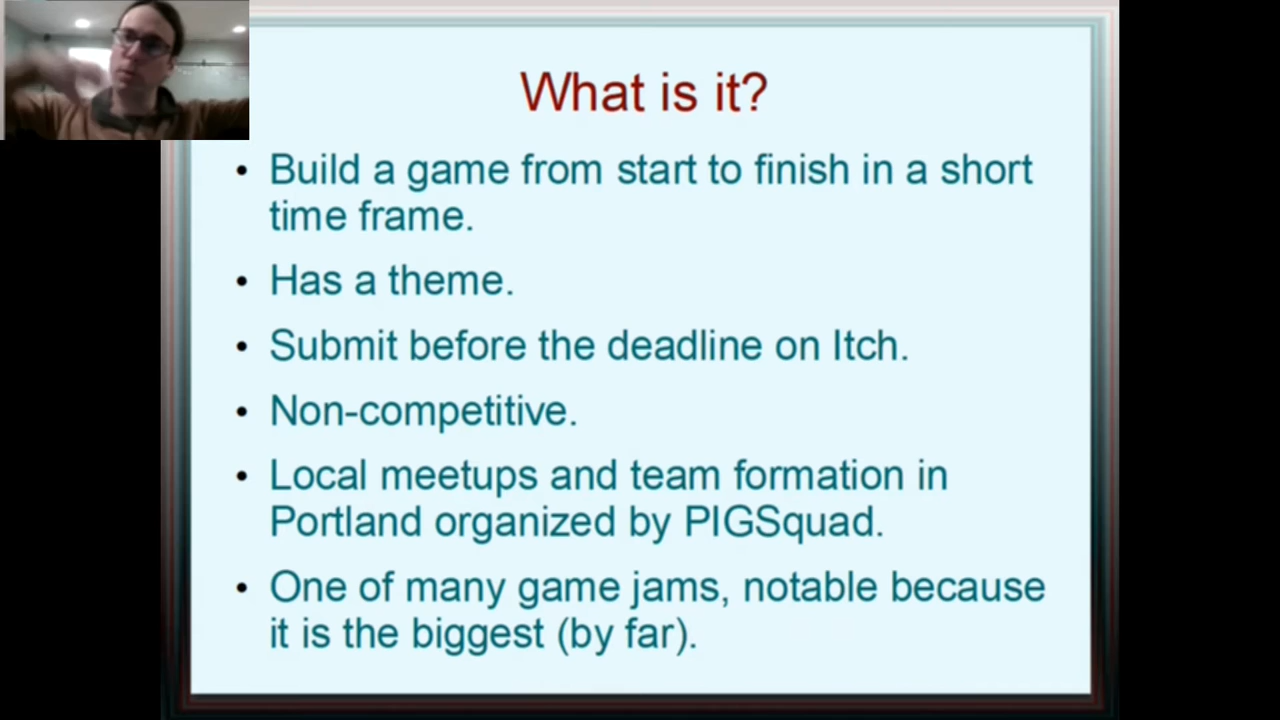 What is it?
• Build a game from start to finish in a short
time frame.
• Has a theme.
• Submit before the deadline on Itch.
• Non-competitive.
• Local meetups and team formation in
Portland organized by PIGSquad.
• One of many game jams, notable because
it is the biggest (by far).